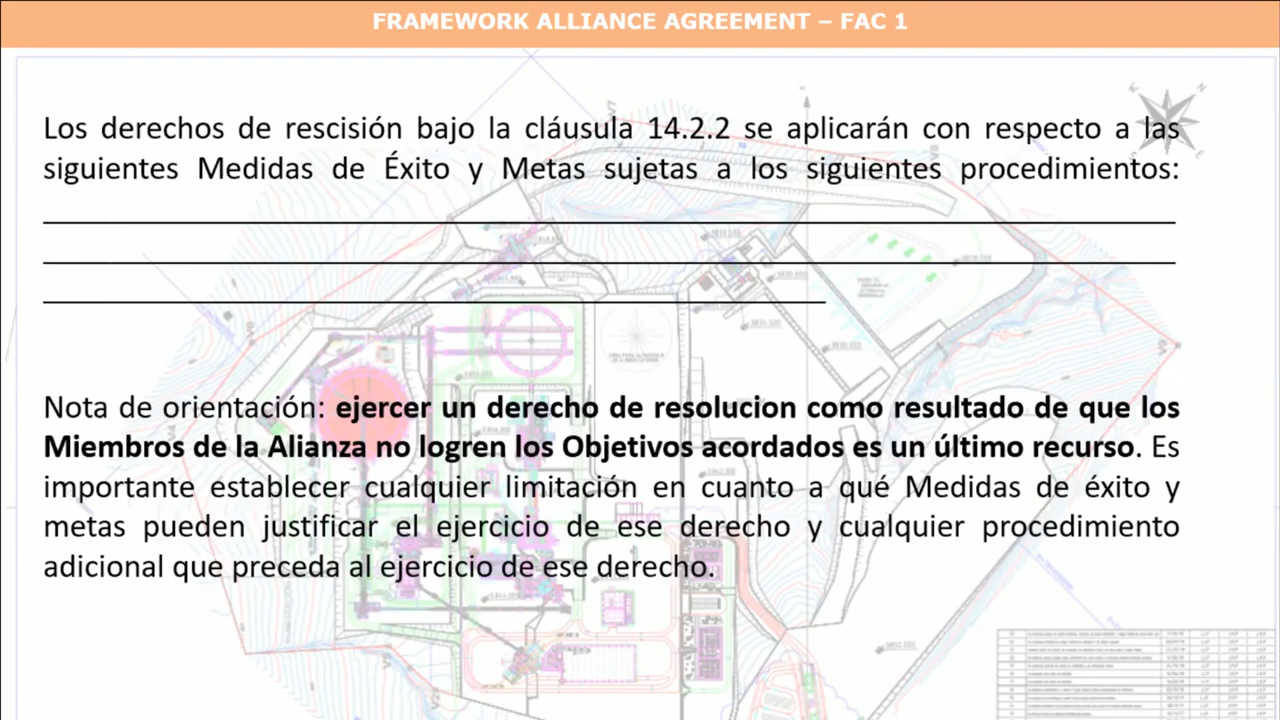 FRAMEWORK ALLIANCE AGREEMENT – FAC 1
Los derechos de rescisión bajo la cláusula 14.2.2 se aplicarán con respecto a las
siguientes Medidas de Éxito y Metas sujetas a los siguientes procedimientos:
Nota de orientación: ejercer un derecho de resolucion como resultado de que los
Miembros de la Alianza no logren los Objetivos acordados es un último recurso. Es
importante establecer cualquier limitación en cuanto a qué Medidas de éxito y
metas pueden justificar el ejercicio de ese derecho y cualquier procedimiento
adicional que preceda al ejercicio de ese derecho.